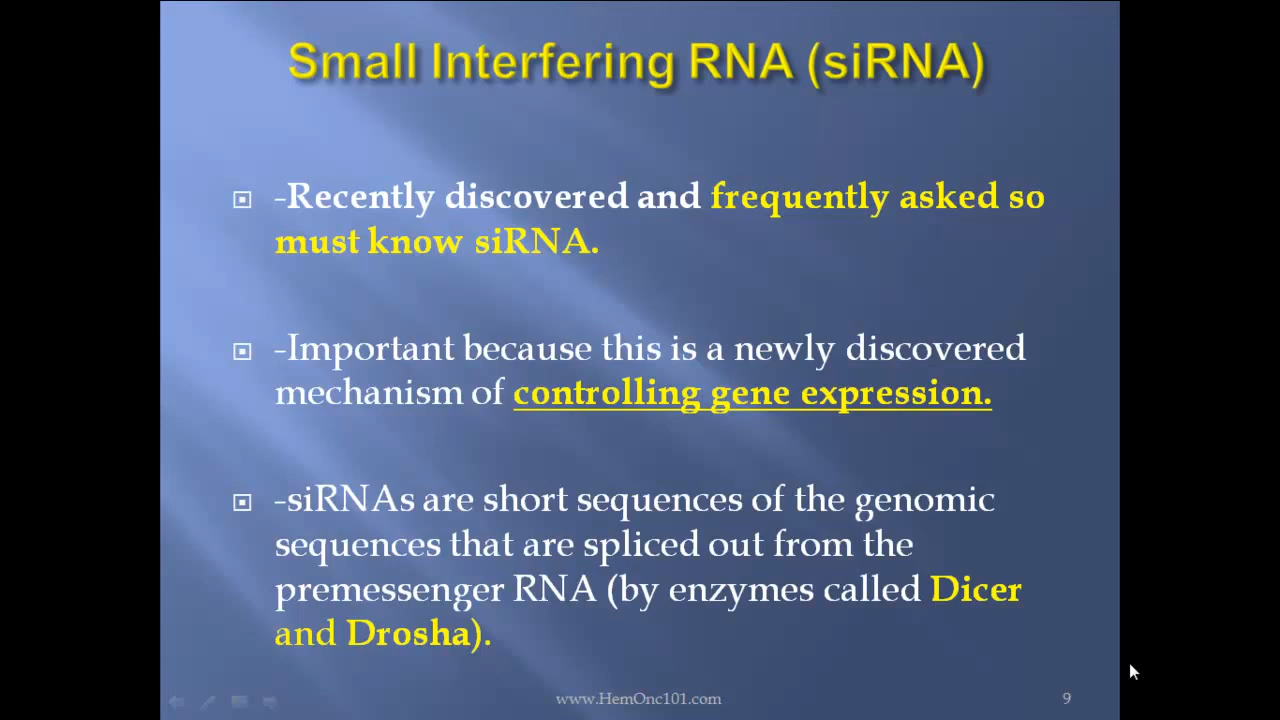 Small Interfering RNA (siRNA)
-Recently discovered and frequently asked so
must know siRNA.
-Important because this is a newly discovered
mechanism of controlling gene expression.
-siRNAs are short sequences of the genomic
sequences that are spliced out from the
premessenger RNA (by enzymes called Dicer
and Drosha).
www.HemOnc101.com
9